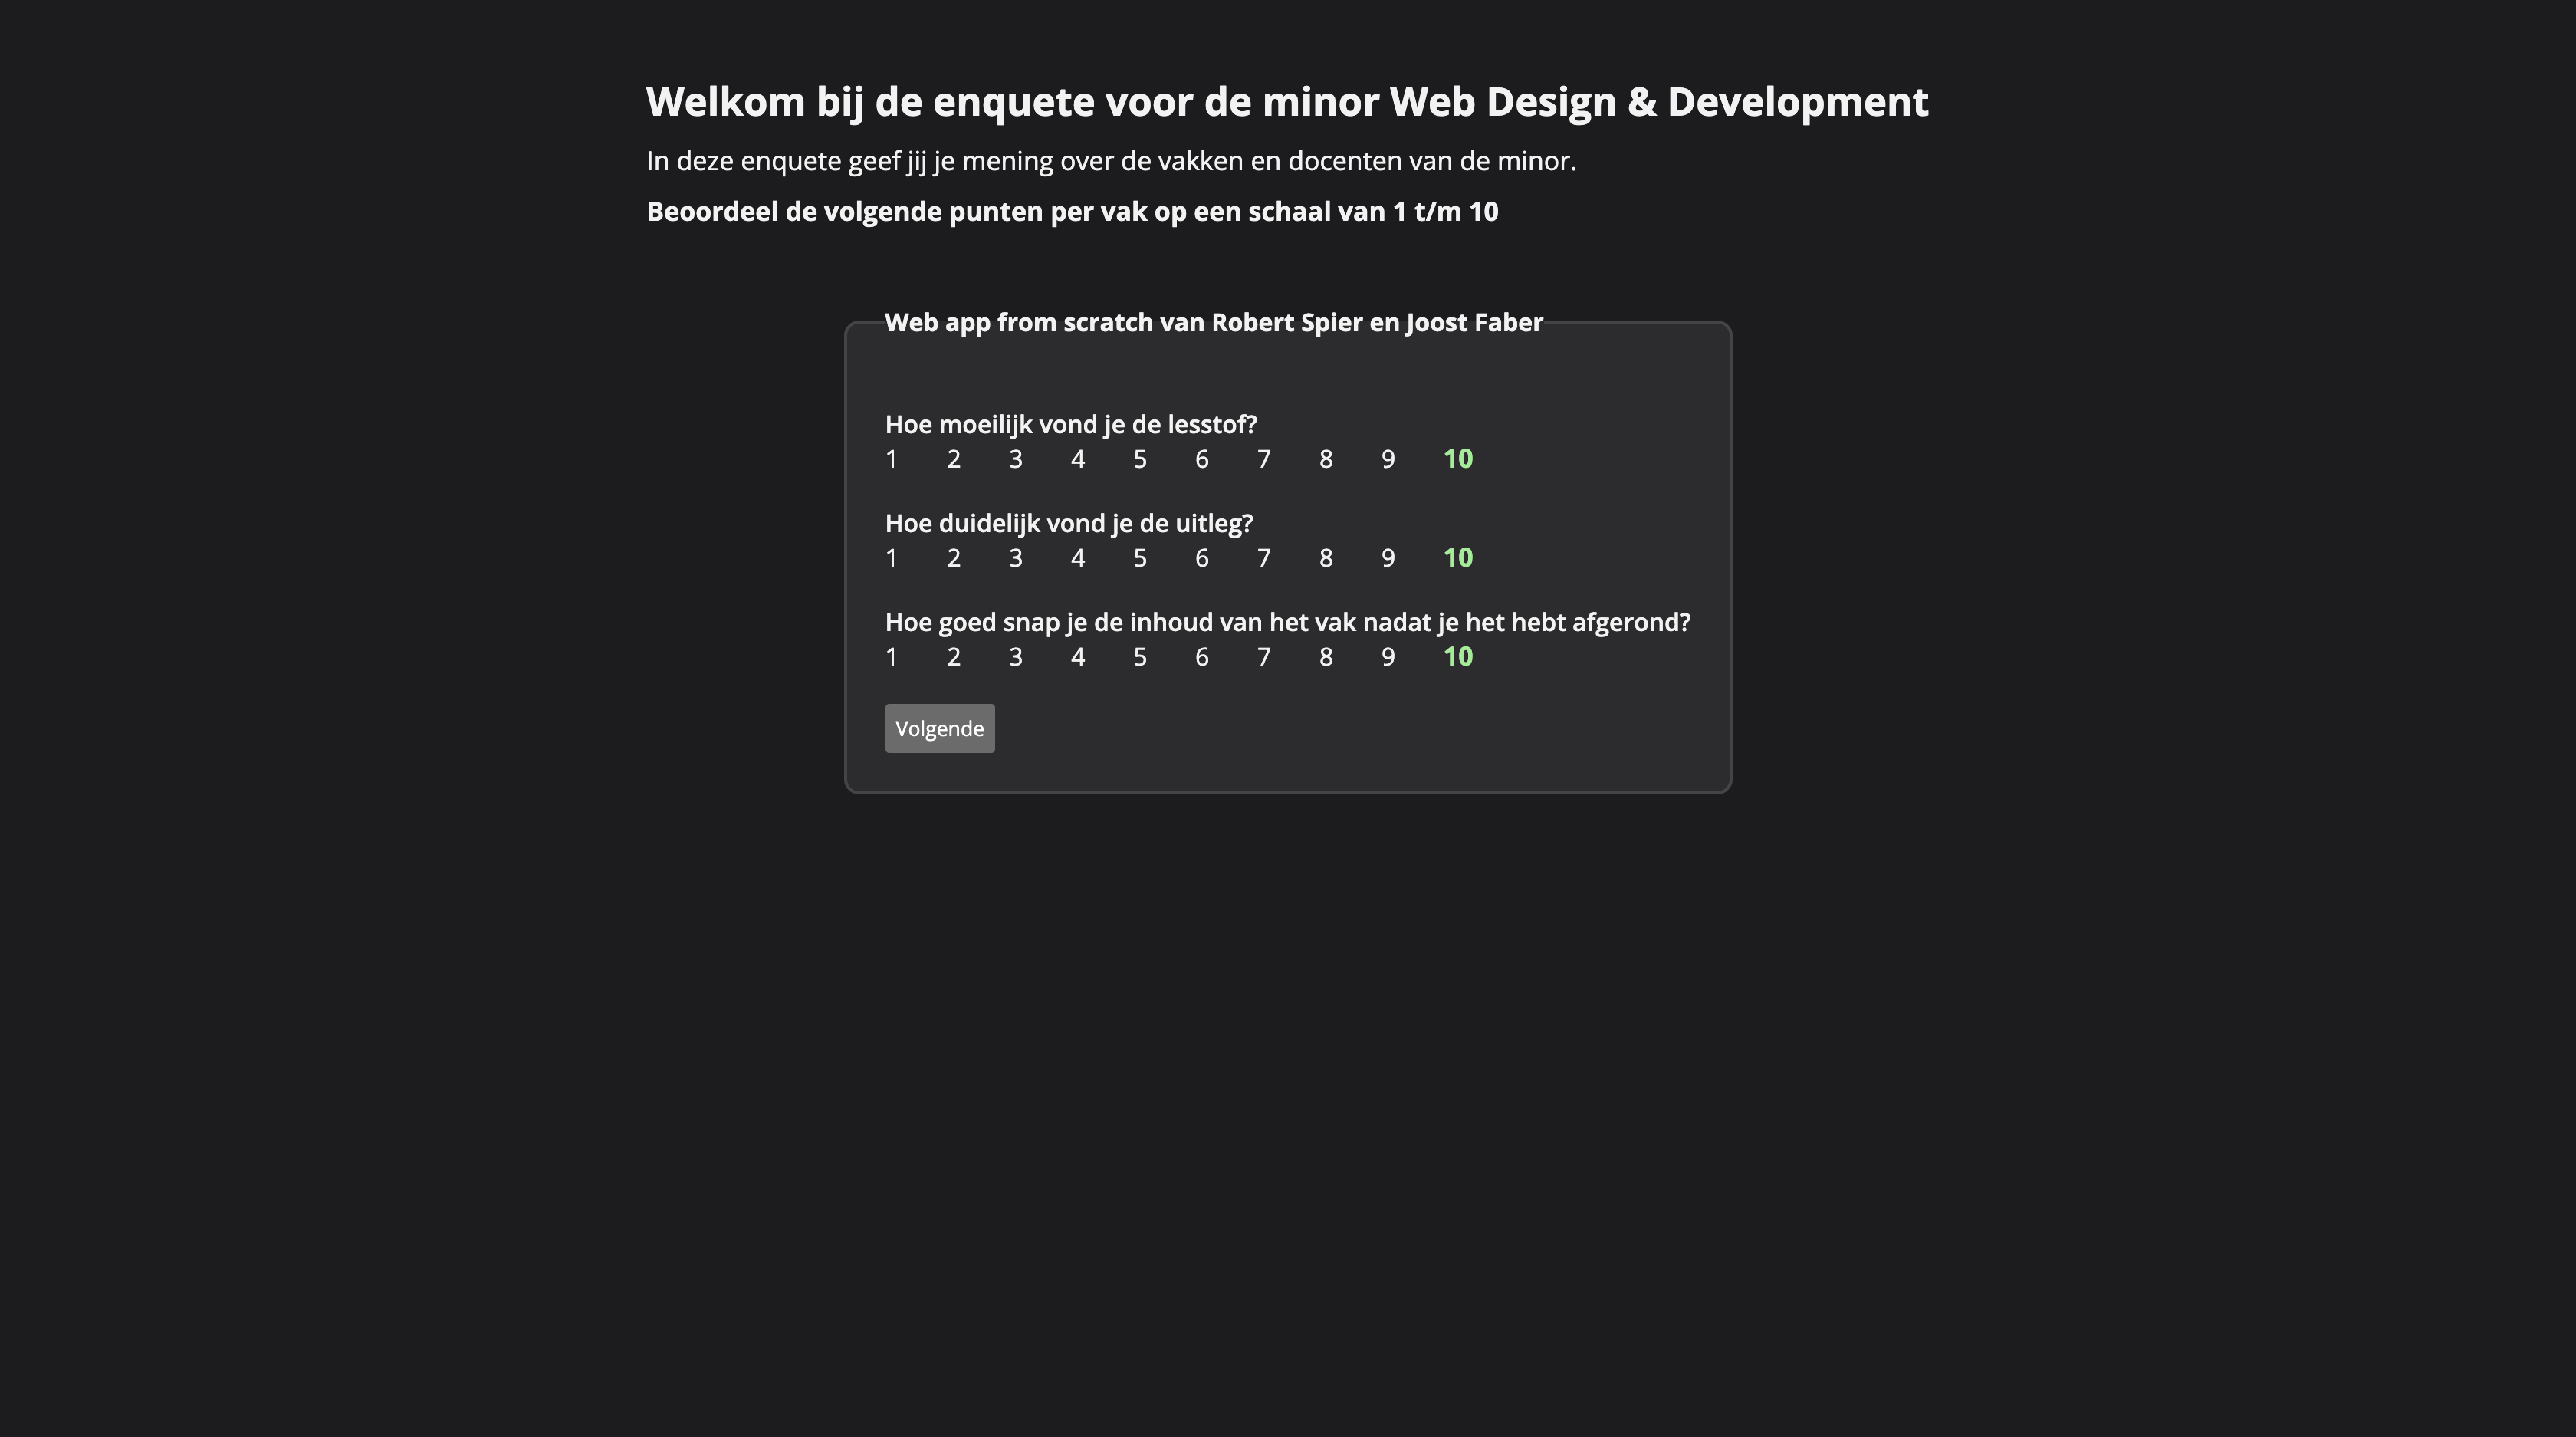 Welkom bij de enquete voor de minor Web Design & Development
In deze enquete geef jij je mening over de vakken en docenten van de minor.
Beoordeel de volgende punten per vak op een schaal van 1 t/m 10
Web app from scratch van Robert Spier en Joost Faber
Hoe moeilijk vond je de lesstof?
1 2 3 4 5 6 7 8 9 10
Hoe duidelijk vond je de uitleg?
1 2 3 4 5 6 7 8 9 10
Hoe goed snap je de inhoud van het vak nadat je het hebt afgerond?
1 2 3 4 5 6 7 8 9 10
Volgende